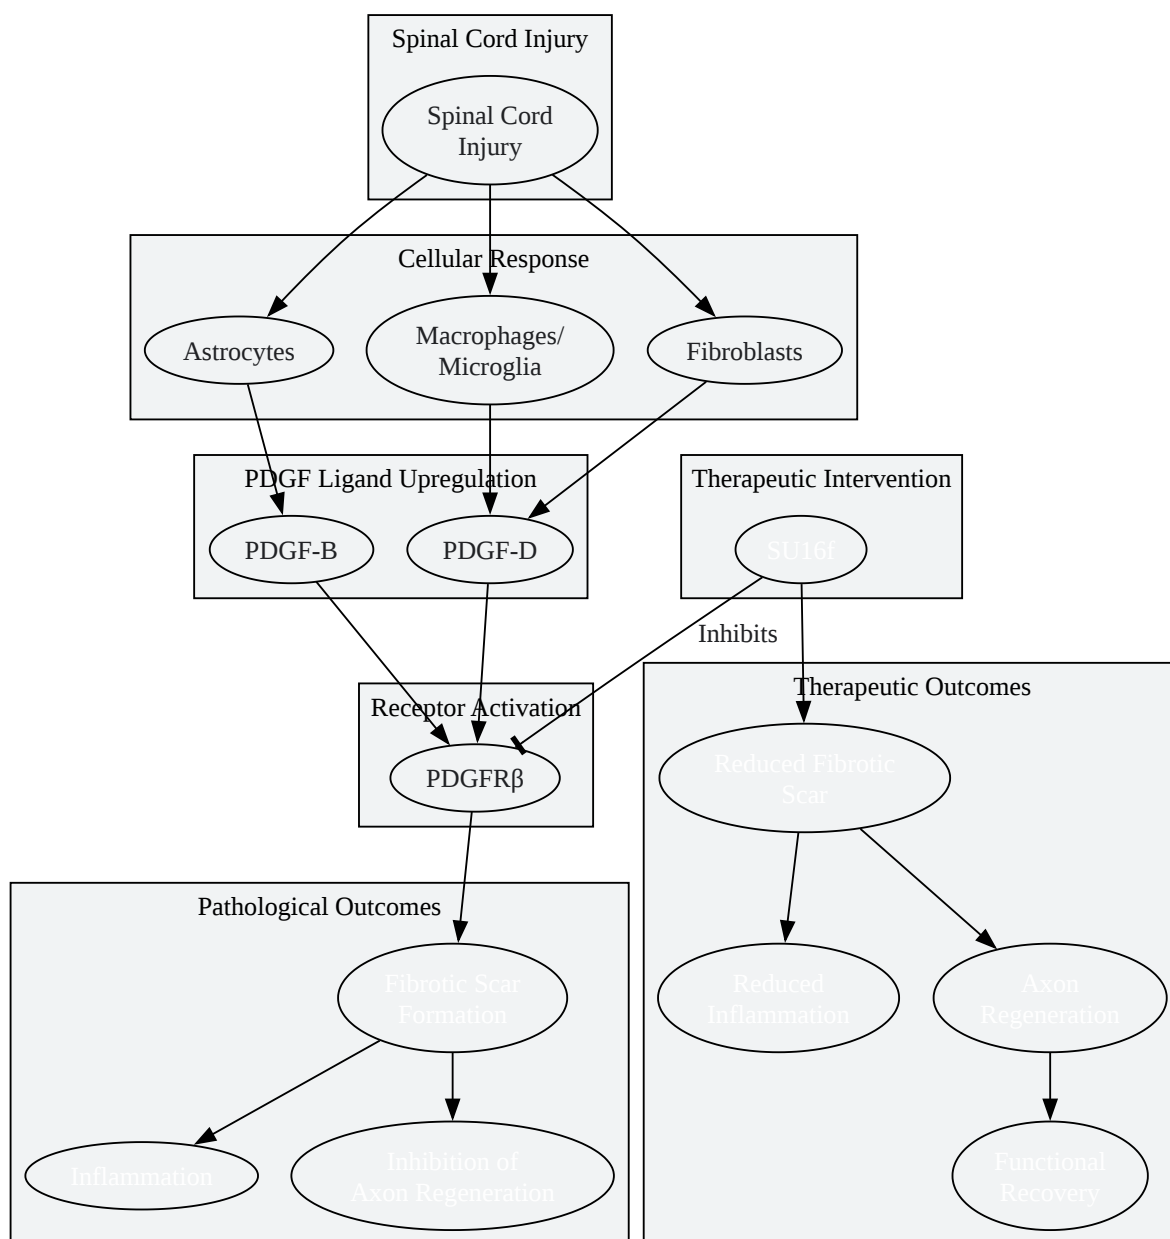 Spinal Cord Injury
Spinal Cord
Injury
Cellular Response
Astrocytes
Macrophages/
Microglia
Fibroblasts
PDGF Ligand Upregulation
PDGF-B
PDGF-D
Therapeutic Intervention
SU16f
Inhibits
Receptor Activation
PDGFRβ
Therapeutic Outcomes
Reduced Fibrotic
Scar
Pathological Outcomes
Fibrotic Scar
Formation
Reduced
Inflammation
Axon
Regeneration
Inflammation
Inhibition of
Axon Regeneration
Functional
Recovery